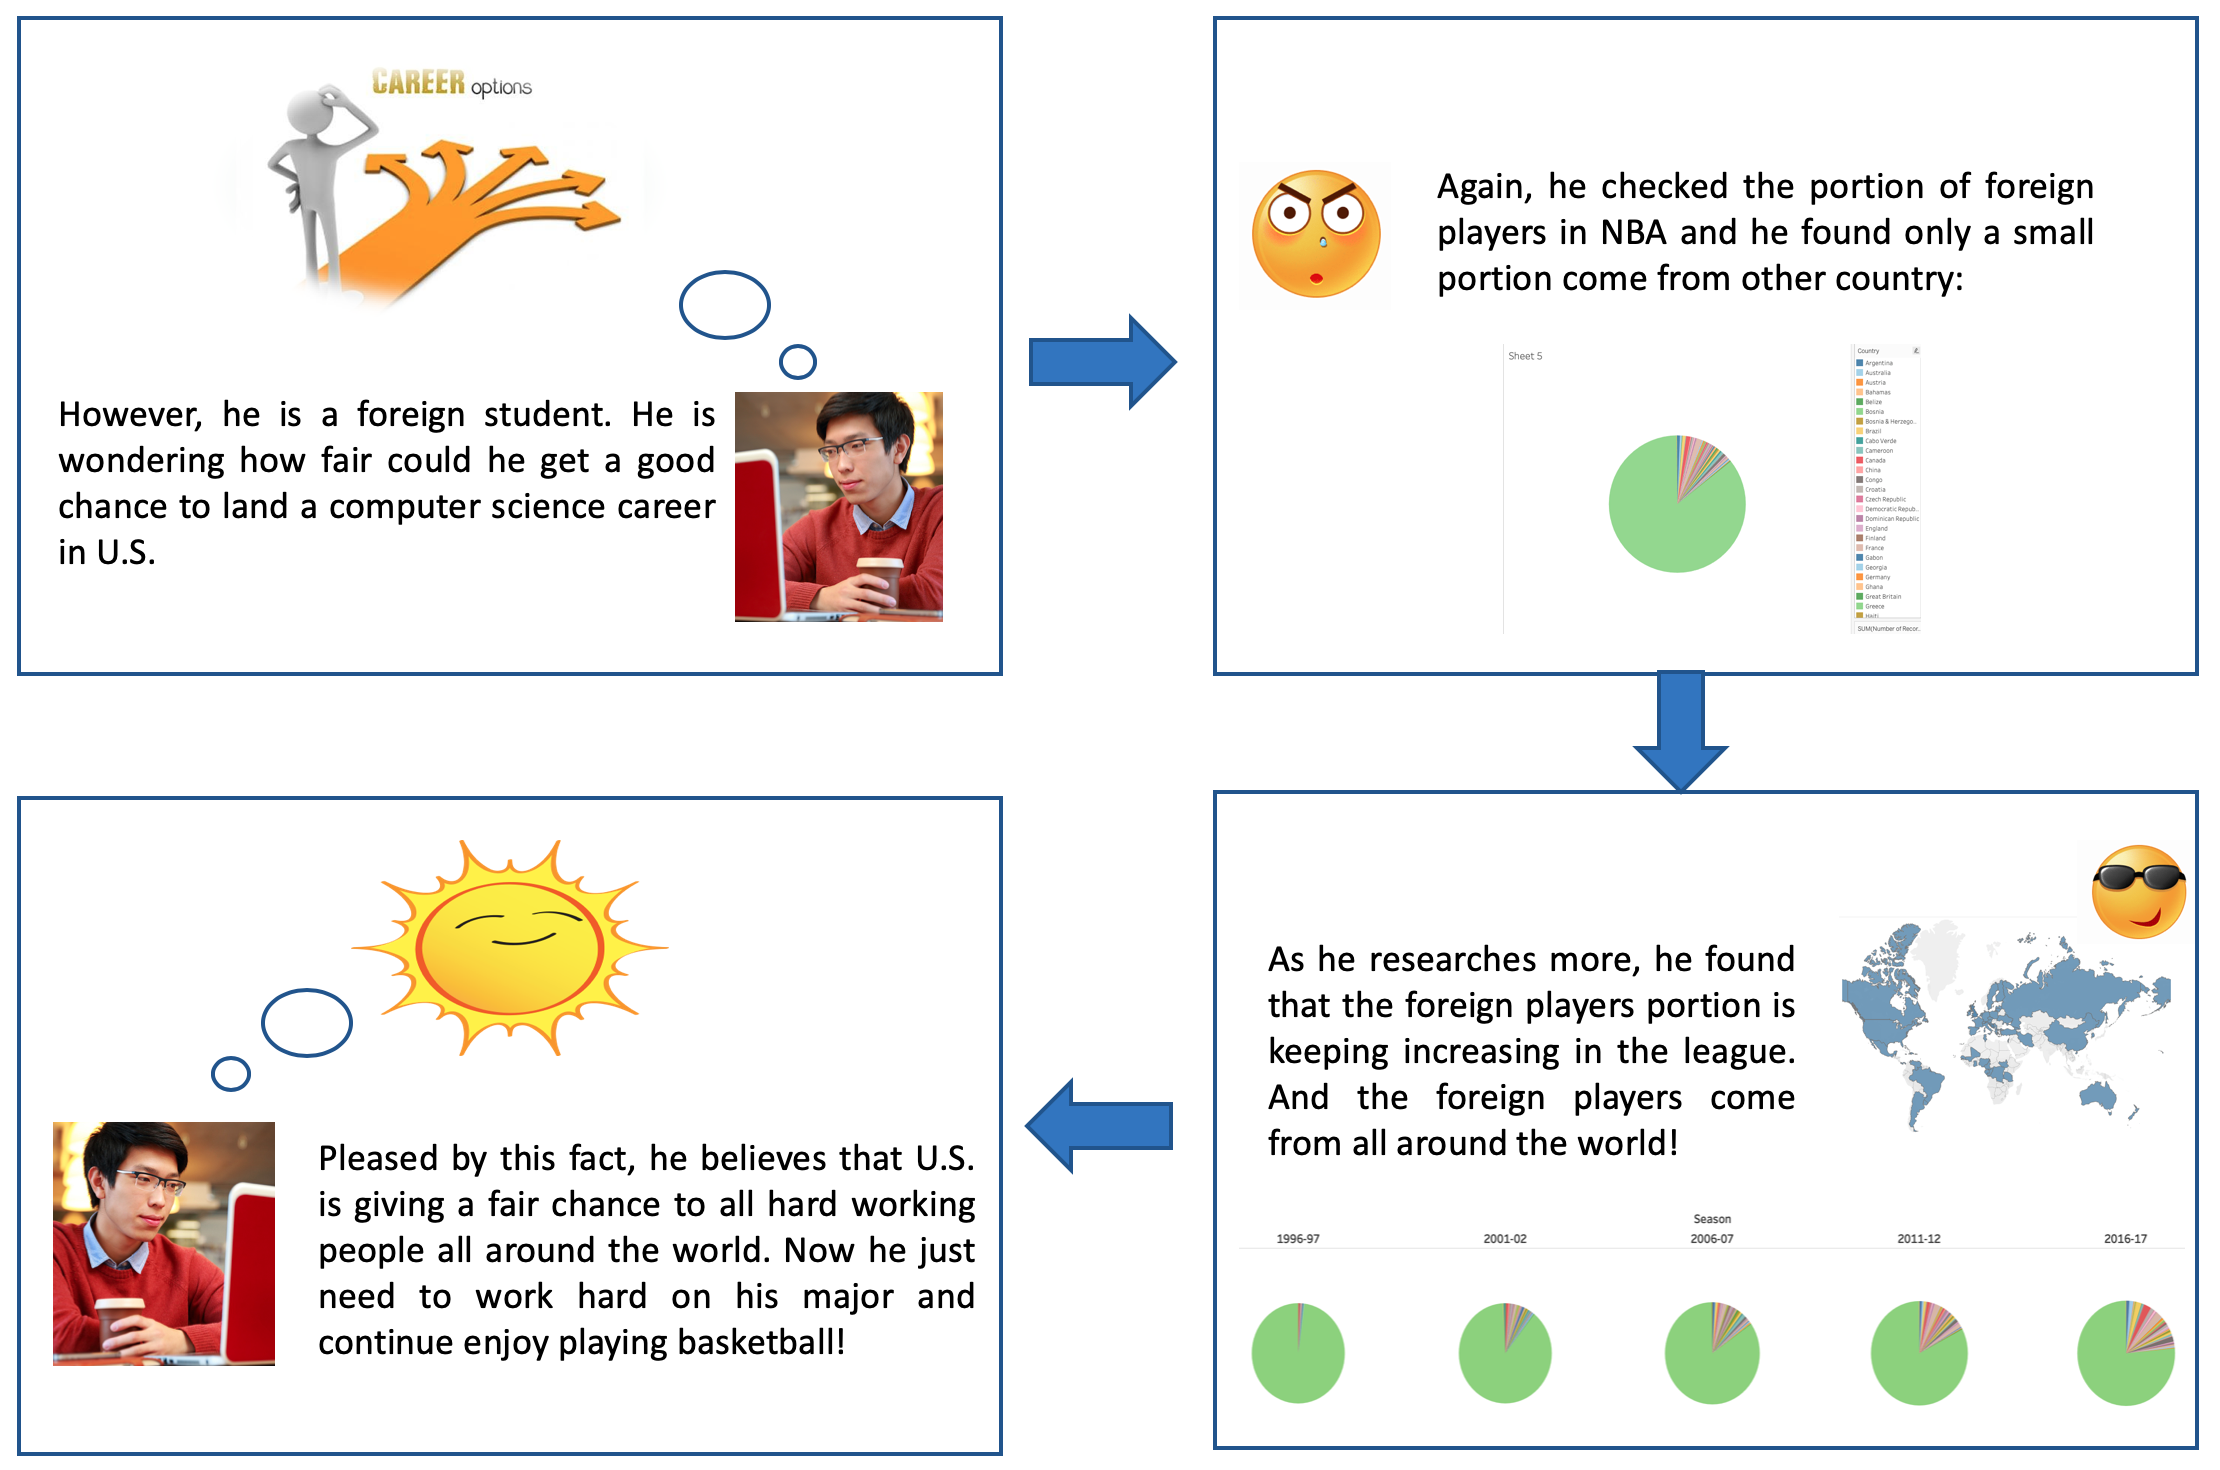 CAREER options
However, he is a foreign student. He is
wondering how fair could he get a good
chance to land a computer science career
in U.S.
Again, he checked the portion of foreign
players in NBA and he found only a small
portion come from other country:
Sheet 5
Country
Argentina
Australia
Austria
Bahamas
Belize
Bosnia
Bosnia & Herzego..
Brazil
Cabo Verde
Cameroon
Canada
China
Congo
Croatia
Czech Republic
Democratic Repub..
Dominican Republic
England
Finland
France
Gabon
Georgia
Germany
Ghana
Great Britain
Greece
Haiti
SUM(Number of Recor..
As he researches more, he found
that the foreign players portion is
keeping increasing in the league.
And the foreign players come
from all around the world!
Season
1996-97 2001-02 2006-07 2011-12 2016-17
Pleased by this fact, he believes that U.S.
is giving a fair chance to all hard working
people all around the world. Now he just
need to work hard on his major and
continue enjoy playing basketball!